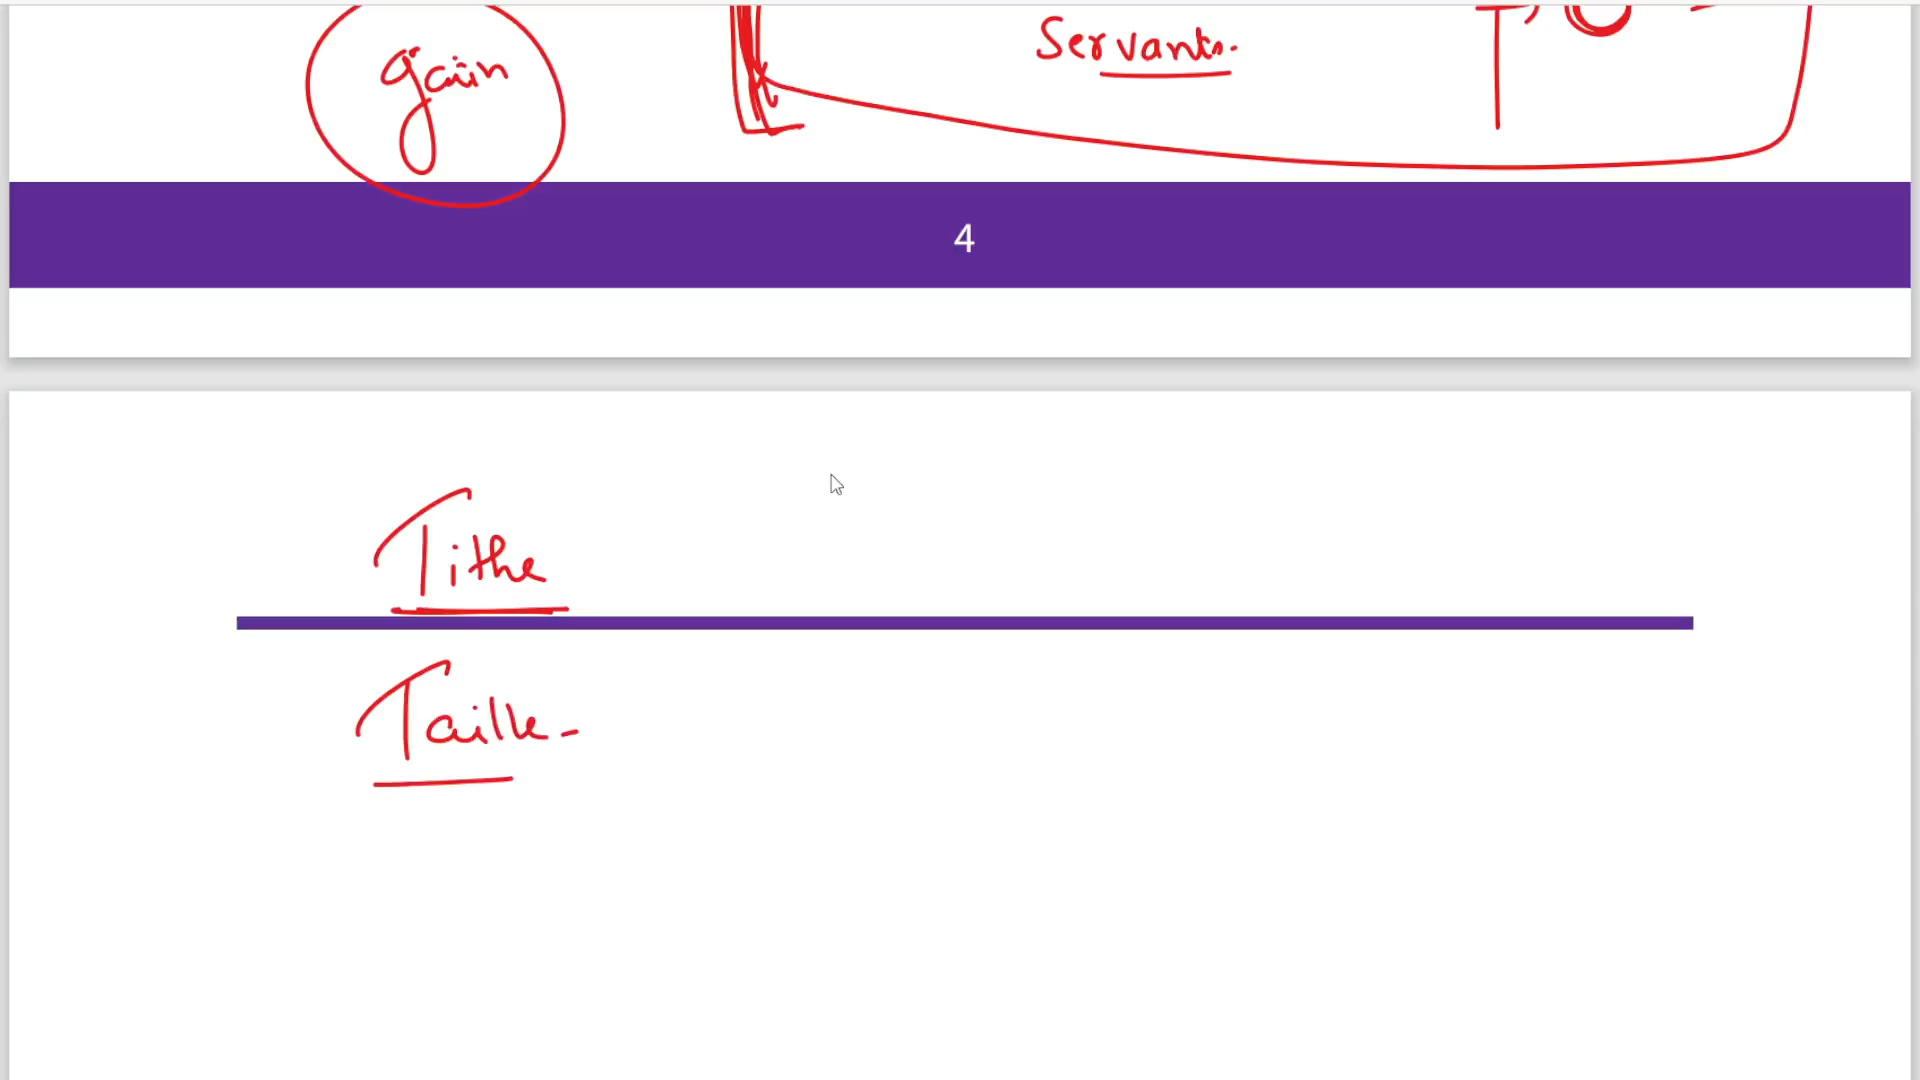 gain
Servants.
4
Tithe
Taille -